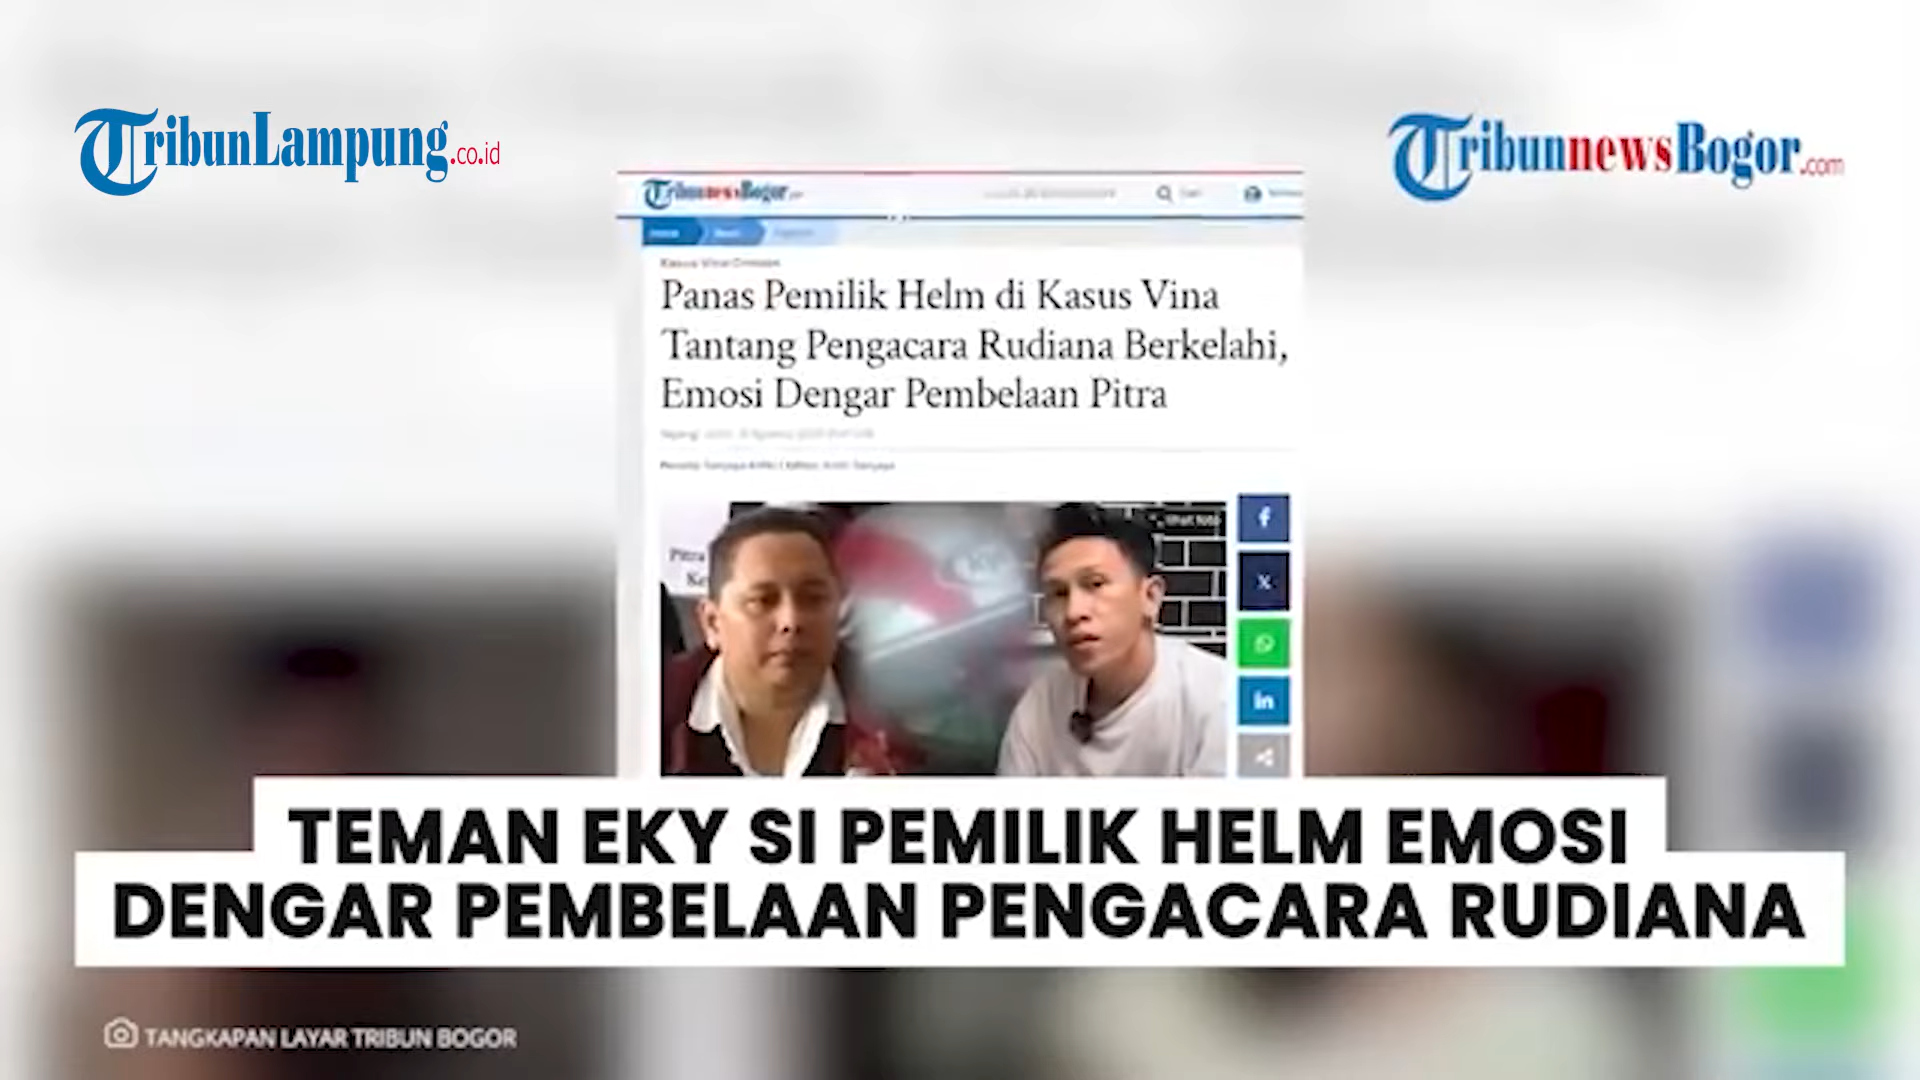 TribunLampung.co.id
TribunnewsBogor.com
TribunnewsBogor
Panas Pemilik Helm di Kasus Vina
Tantang Pengacara Rudiana Berkelahi,
Emosi Dengar Pembelaan Pitra
Pitra
TEMAN EKY SI PEMILIK HELM EMOSI
DENGAR PEMBELAAN PENGACARA RUDIANA
TANGKAPAN LAYAR TRIBUN BOGOR